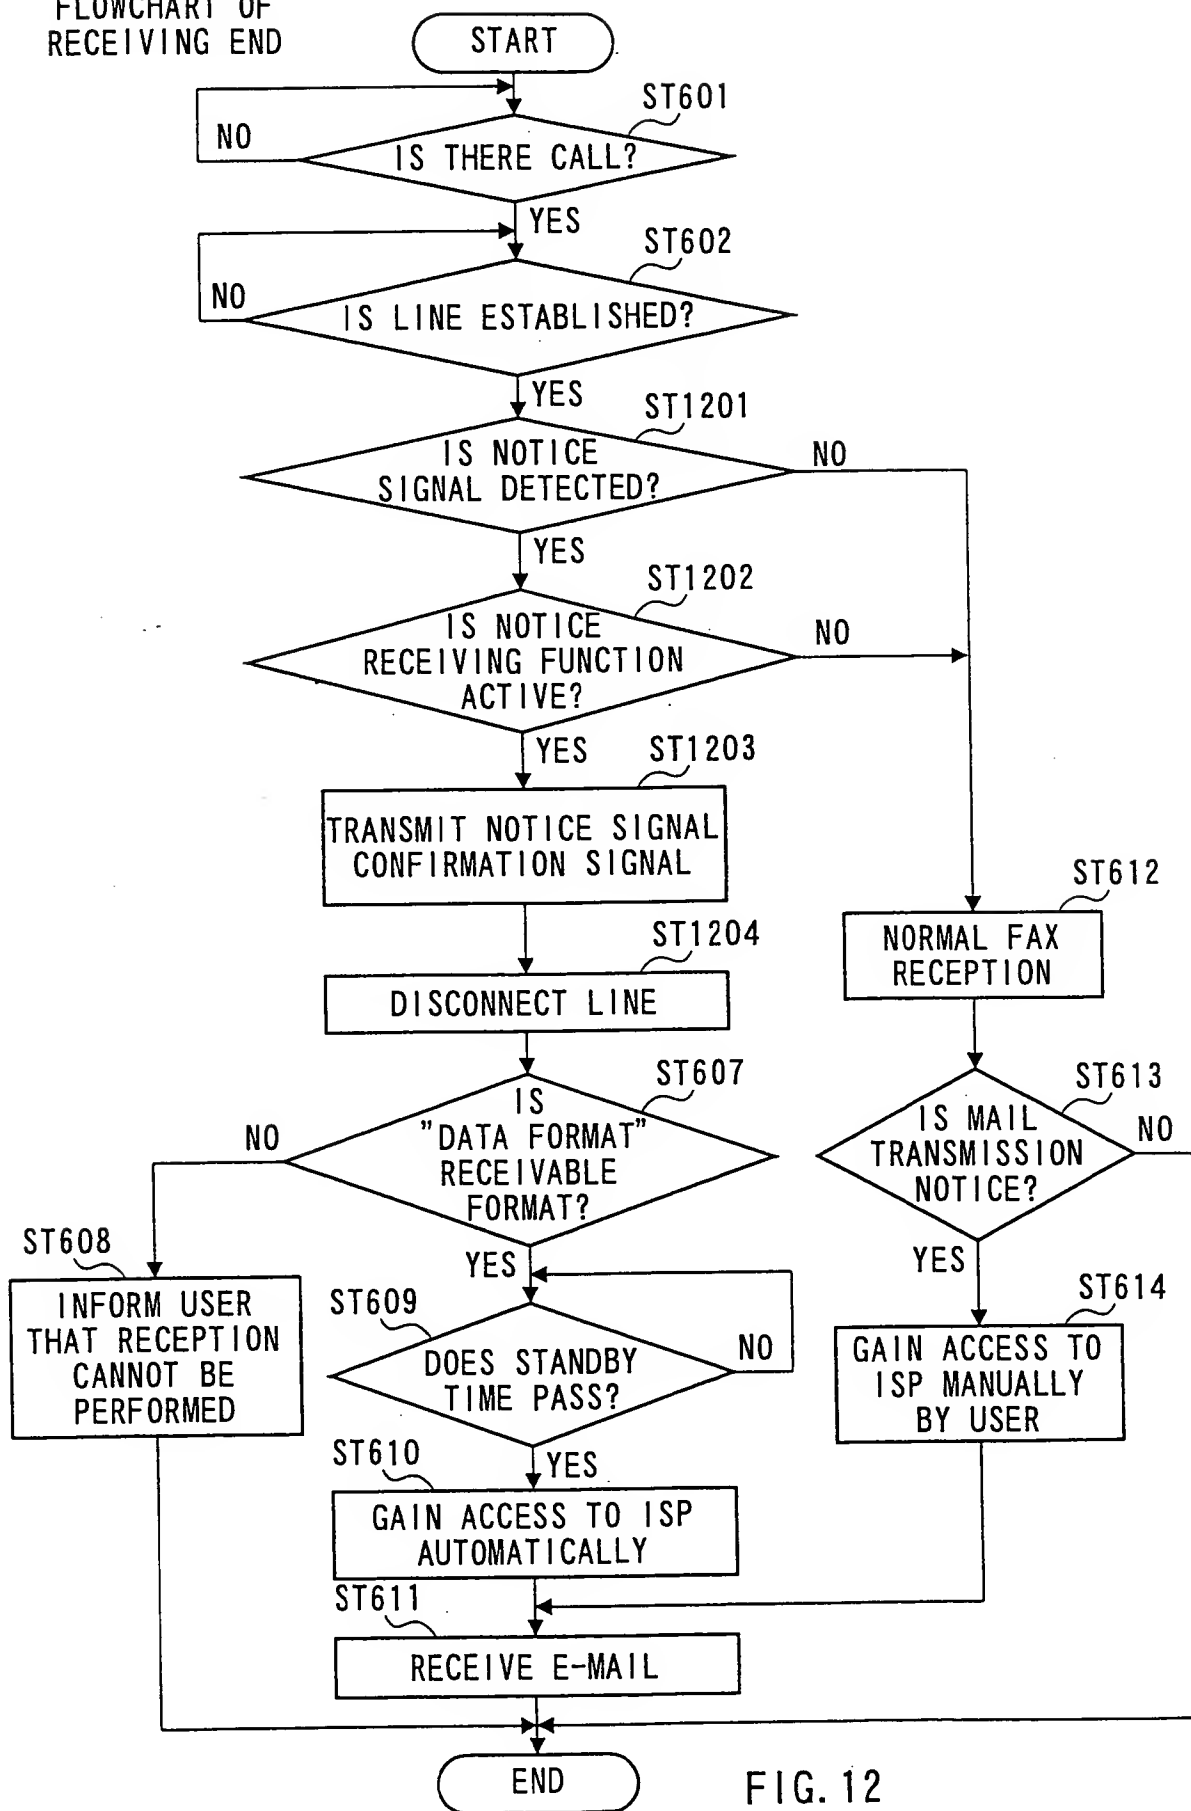 FLOWCHART OF
RECEIVING END
START
ST601
NO
IS THERE CALL?
YES
ST602
NO
IS LINE ESTABLISHED?
YES
ST1201
IS NOTICE
SIGNAL DETECTED?
NO
YES
ST1202
IS NOTICE
RECEIVING FUNCTION
ACTIVE?
NO
YES
ST1203
TRANSMIT NOTICE SIGNAL
CONFIRMATION SIGNAL
ST612
NORMAL FAX
RECEPTION
ST1204
DISCONNECT LINE
ST607
IS
"DATA FORMAT"
RECEIVABLE
FORMAT?
NO
YES
ST613
IS MAIL
TRANSMISSION
NOTICE?
NO
YES
ST608
INFORM USER
THAT RECEPTION
CANNOT BE
PERFORMED
ST609
DOES STANDBY
TIME PASS?
NO
YES
ST614
GAIN ACCESS TO
ISP MANUALLY
BY USER
ST610
GAIN ACCESS TO ISP
AUTOMATICALLY
ST611
RECEIVE E-MAIL
END
FIG. 12